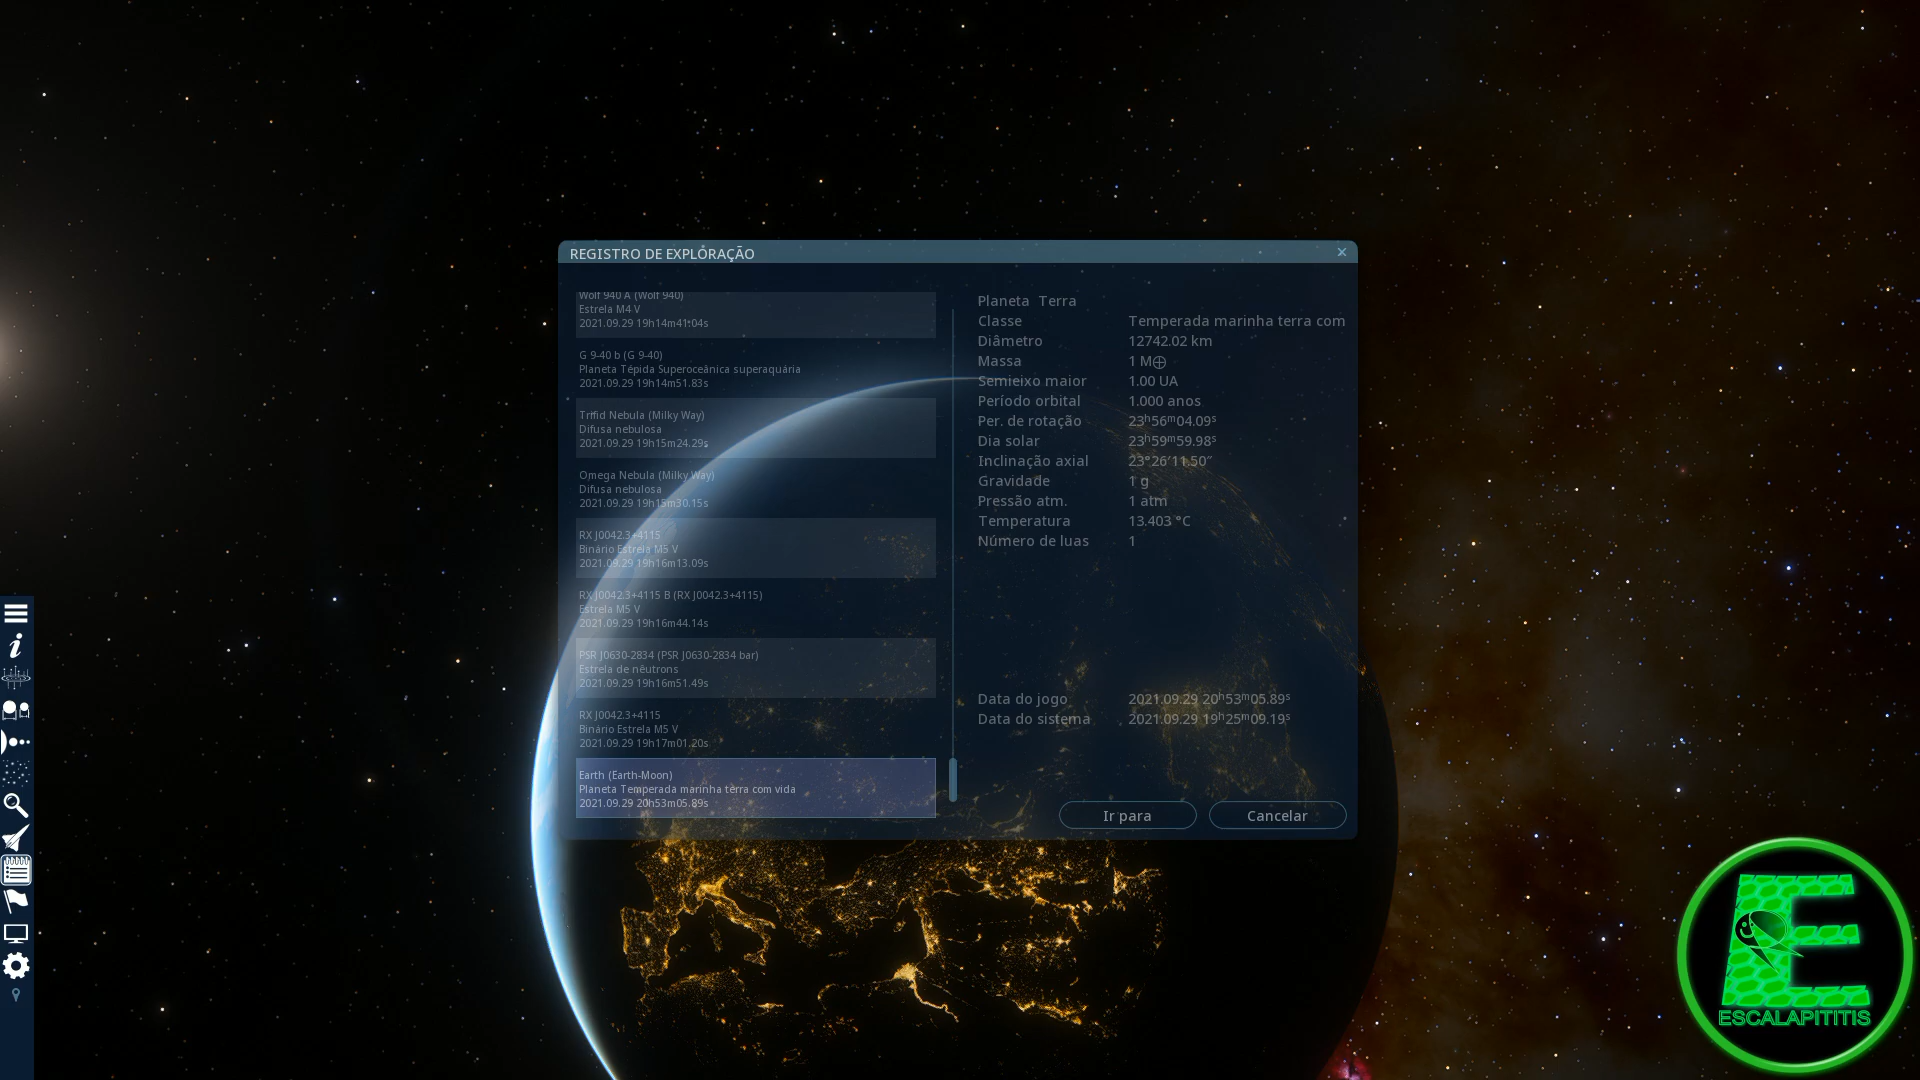 REGISTRO DE EXPLORAÇÃO
Wolf 940 A (Wolf 940)
Estrela M4 V
2021.09.29 19h14m41.04s
G 9-40 b (G 9-40)
Planeta Tépida Superoceânica superaquária
2021.09.29 19h14m51.83s
Trifid Nebula (Milky Way)
Difusa nebulosa
2021.09.29 19h15m24.29s
Omega Nebula (Milky Way)
Difusa nebulosa
2021.09.29 19h15m30.15s
RX J0042.3+4115
Binário Estrela M5 V
2021.09.29 19h16m13.09s
RX J0042.3+4115 B (RX J0042.3+4115)
Estrela M5 V
2021.09.29 19h16m44.14s
PSR J0630-2834 (PSR J0630-2834 bar)
Estrela de nêutrons
2021.09.29 19h16m51.49s
RX J0042.3+4115
Binário Estrela M5 V
2021.09.29 19h17m01.20s
Earth (Earth-Moon)
Planeta Temperada marinha terra com vida
2021.09.29 20h53m05.89s
Planeta Terra
Classe Temperada marinha terra com
Diâmetro 12742.02 km
Massa 1 M⊕
Semieixo maior 1.00 UA
Período orbital 1.000 anos
Per. de rotação 23ʰ56ᵐ04.09ˢ
Dia solar 23ʰ59ᵐ59.98ˢ
Inclinação axial 23°26′11.50″
Gravidade 1 g
Pressão atm. 1 atm
Temperatura 13.403 °C
Número de luas 1
Data do jogo 2021.09.29 20ʰ53ᵐ05.89ˢ
Data do sistema 2021.09.29 19ʰ25ᵐ09.19ˢ
Ir para
Cancelar
E
ESCALAPITITIS